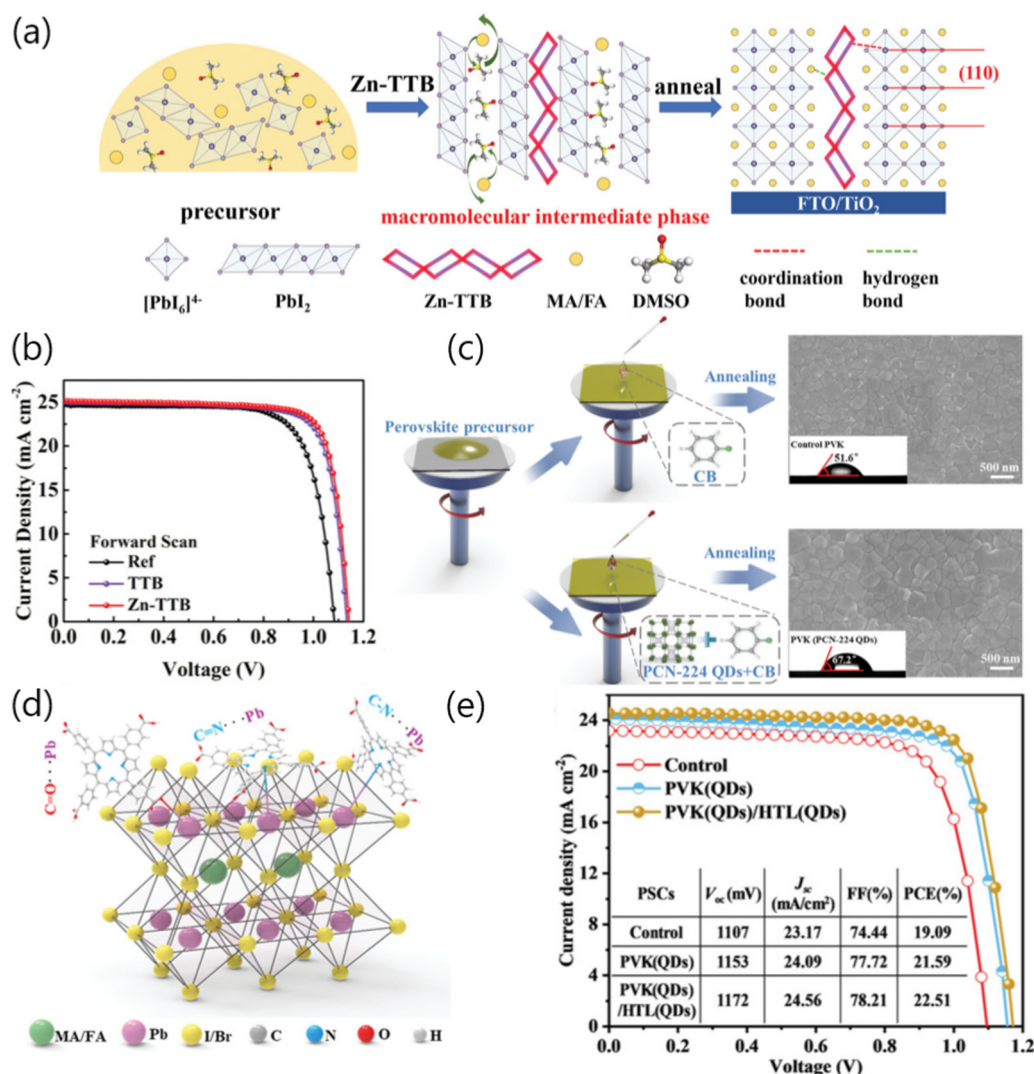 (a)
Zn-TTB
anneal
(110)
FTO/TiO₂
precursor
macromolecular intermediate phase
[PbI₆]⁴⁻
PbI₂
Zn-TTB
MA/FA
DMSO
coordination
bond
hydrogen
bond
(b)
Current Density (mA cm⁻²)
25
20
15
10
5
0
Forward Scan
Ref
TTB
Zn-TTB
0.0 0.2 0.4 0.6 0.8 1.0 1.2
Voltage (V)
(c)
Perovskite precursor
CB
Annealing
Control PVK
51.6°
500 nm
PCN-224 QDs+CB
Annealing
PVK (PCN-224 QDs)
67.2°
500 nm
(d)
C=O···Pb
C=N···Pb
C-N···Pb
MA/FA Pb I/Br C N O H
(e)
Current density (mA cm⁻²)
24
20
16
12
8
4
0
Control
PVK(QDs)
PVK(QDs)/HTL(QDs)
PSCs V_oc (mV) J_sc (mA/cm²) FF(%) PCE(%)
Control 1107 23.17 74.44 19.09
PVK(QDs) 1153 24.09 77.72 21.59
PVK(QDs) /HTL(QDs) 1172 24.56 78.21 22.51
0.0 0.2 0.4 0.6 0.8 1.0 1.2
Voltage (V)